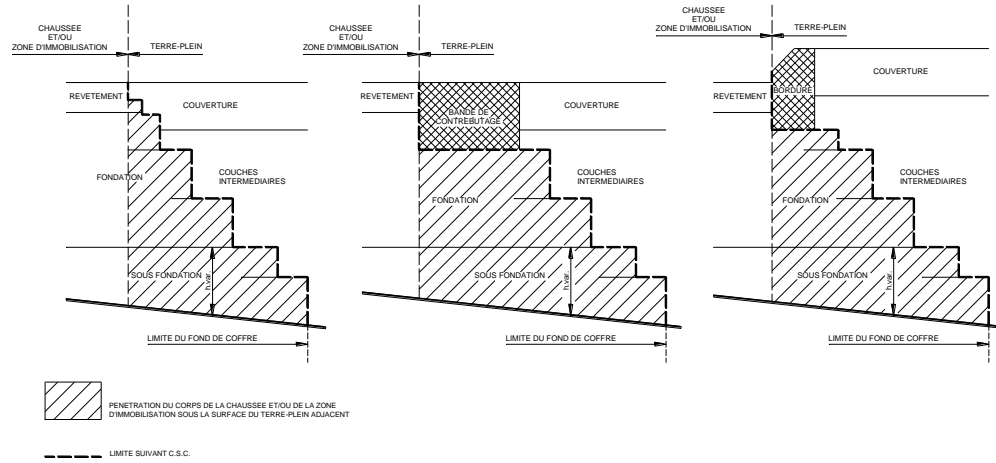 CHAUSSEE
ET/OU
ZONE D'IMMOBILISATION
TERRE-PLEIN
REVETEMENT
COUVERTURE
FONDATION
COUCHES
INTERMEDIAIRES
SOUS FONDATION
h.var.
LIMITE DU FOND DE COFFRE
CHAUSSEE
ET/OU
ZONE D'IMMOBILISATION
TERRE-PLEIN
REVETEMENT
BANDE DE
CONTREBUTAGE
COUVERTURE
FONDATION
COUCHES
INTERMEDIAIRES
SOUS FONDATION
h.var.
LIMITE DU FOND DE COFFRE
CHAUSSEE
ET/OU
ZONE D'IMMOBILISATION
TERRE-PLEIN
REVETEMENT
BORDURE
COUVERTURE
FONDATION
COUCHES
INTERMEDIAIRES
SOUS FONDATION
h.var.
LIMITE DU FOND DE COFFRE
PENETRATION DU CORPS DE LA CHAUSSEE ET/OU DE LA ZONE
D'IMMOBILISATION SOUS LA SURFACE DU TERRE-PLEIN ADJACENT
LIMITE SUIVANT C.S.C.